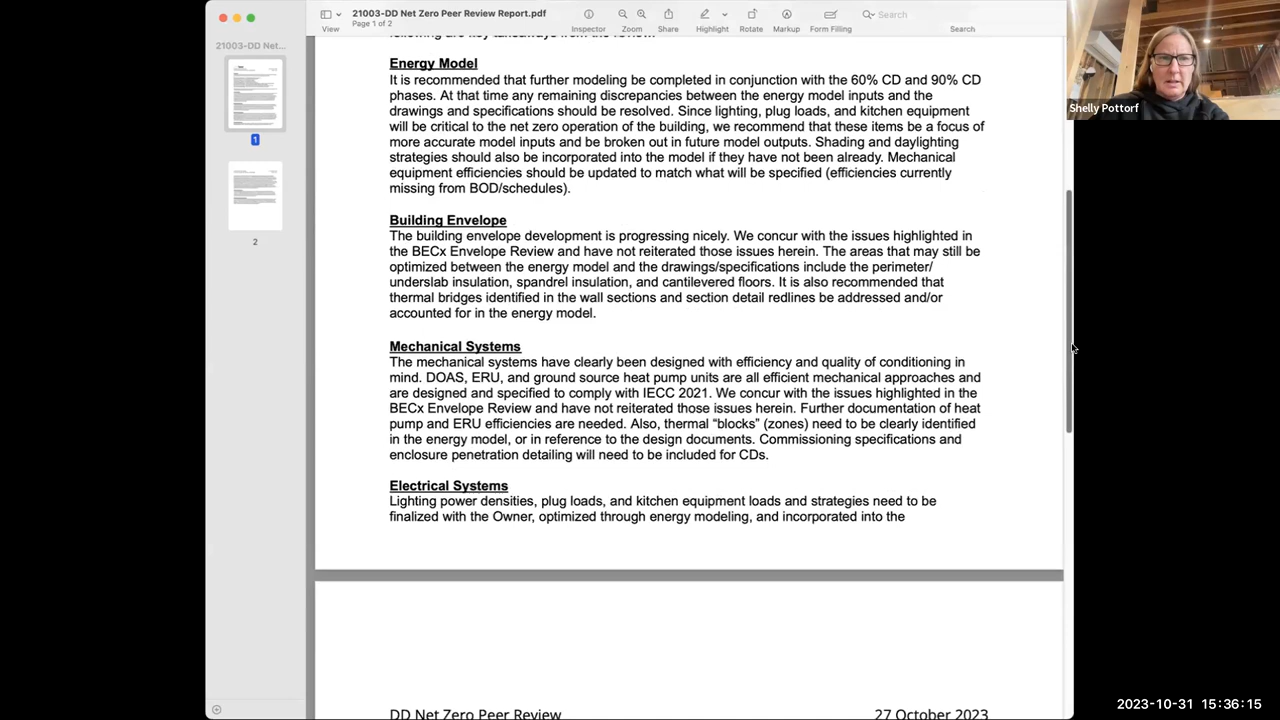 21003-DD Net Zero Peer Review Report.pdf
Page 1 of 2
View
Inspector
Zoom
Share
Highlight
Rotate
Markup
Form Filling
Search
Search
21003-DD Net...
1
2
following are key takeaways from the review:
Energy Model
It is recommended that further modeling be completed in conjunction with the 60% CD and 90% CD
phases. At that time any remaining discrepancies between the energy model inputs and the
drawings and specifications should be resolved. Since lighting, plug loads, and kitchen equipment
will be critical to the net zero operation of the building, we recommend that these items be a focus of
more accurate model inputs and be broken out in future model outputs. Shading and daylighting
strategies should also be incorporated into the model if they have not been already. Mechanical
equipment efficiencies should be updated to match what will be specified (efficiencies currently
missing from BOD/schedules).
Building Envelope
The building envelope development is progressing nicely. We concur with the issues highlighted in
the BECx Envelope Review and have not reiterated those issues herein. The areas that may still be
optimized between the energy model and the drawings/specifications include the perimeter/
underslab insulation, spandrel insulation, and cantilevered floors. It is also recommended that
thermal bridges identified in the wall sections and section detail redlines be addressed and/or
accounted for in the energy model.
Mechanical Systems
The mechanical systems have clearly been designed with efficiency and quality of conditioning in
mind. DOAS, ERU, and ground source heat pump units are all efficient mechanical approaches and
are designed and specified to comply with IECC 2021. We concur with the issues highlighted in the
BECx Envelope Review and have not reiterated those issues herein. Further documentation of heat
pump and ERU efficiencies are needed. Also, thermal “blocks” (zones) need to be clearly identified
in the energy model, or in reference to the design documents. Commissioning specifications and
enclosure penetration detailing will need to be included for CDs.
Electrical Systems
Lighting power densities, plug loads, and kitchen equipment loads and strategies need to be
finalized with the Owner, optimized through energy modeling, and incorporated into the
DD Net Zero Peer Review 27 October 2023
Shelly Pottorf
2023-10-31 15:36:15